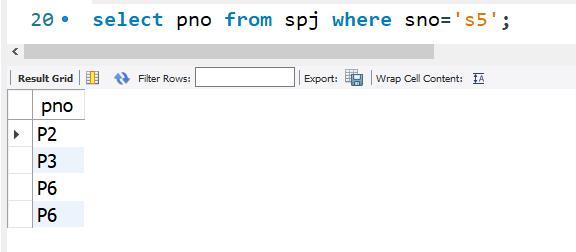 20 select pno from spj where sno='s5';
Result Grid Filter Rows: Export: Wrap Cell Content: IA
pno
P2
P3
P6
P6